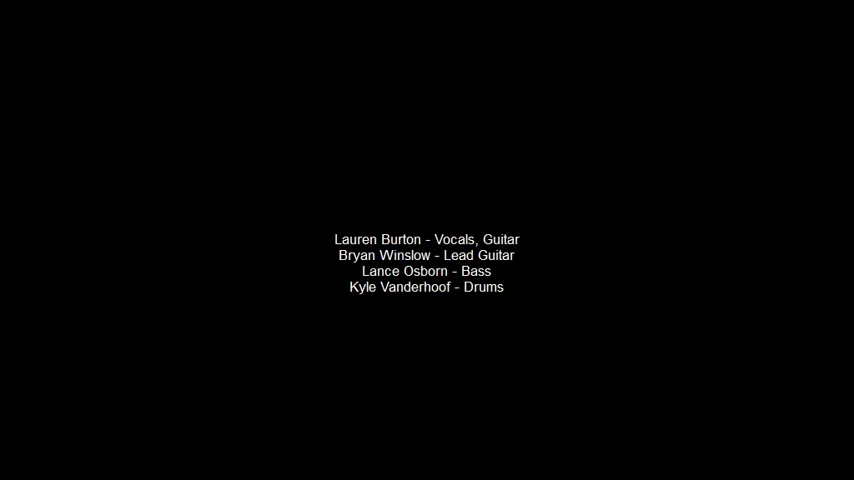 Lauren Burton - Vocals, Guitar
Bryan Winslow - Lead Guitar
Lance Osborn - Bass
Kyle Vanderhoof - Drums